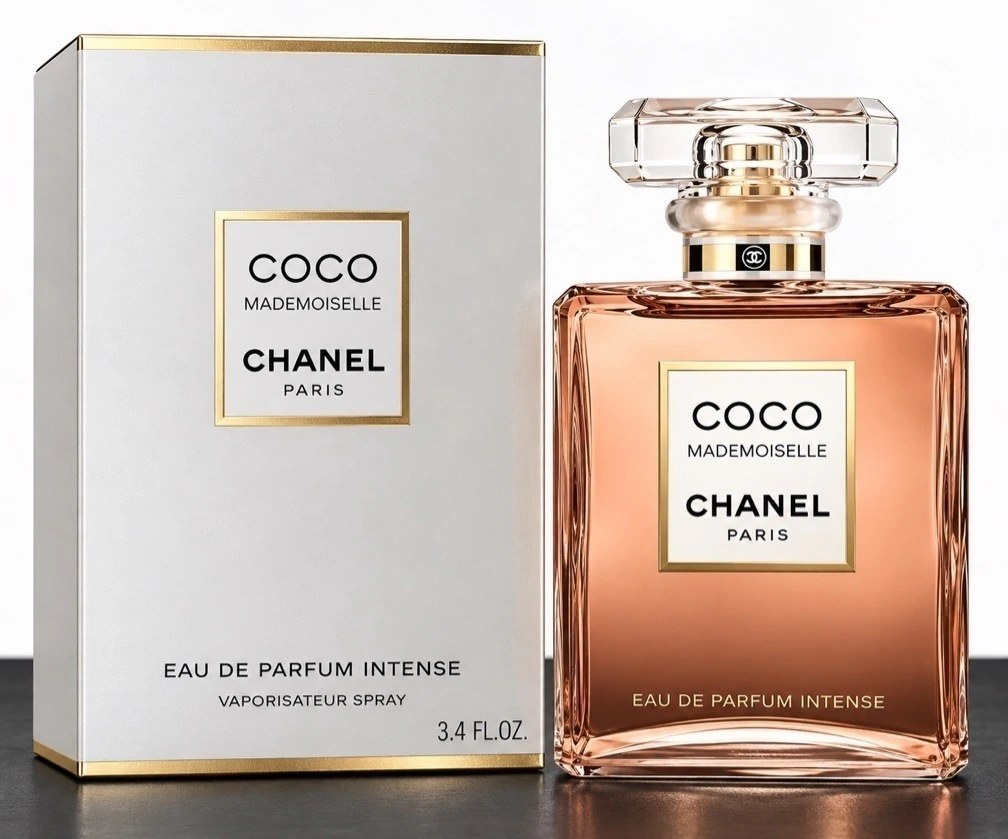 COCO
MADEMOISELLE
CHANEL
PARIS
EAU DE PARFUM INTENSE
VAPORISATEUR SPRAY
3.4 FL.OZ.
COCO
MADEMOISELLE
CHANEL
PARIS
EAU DE PARFUM INTENSE